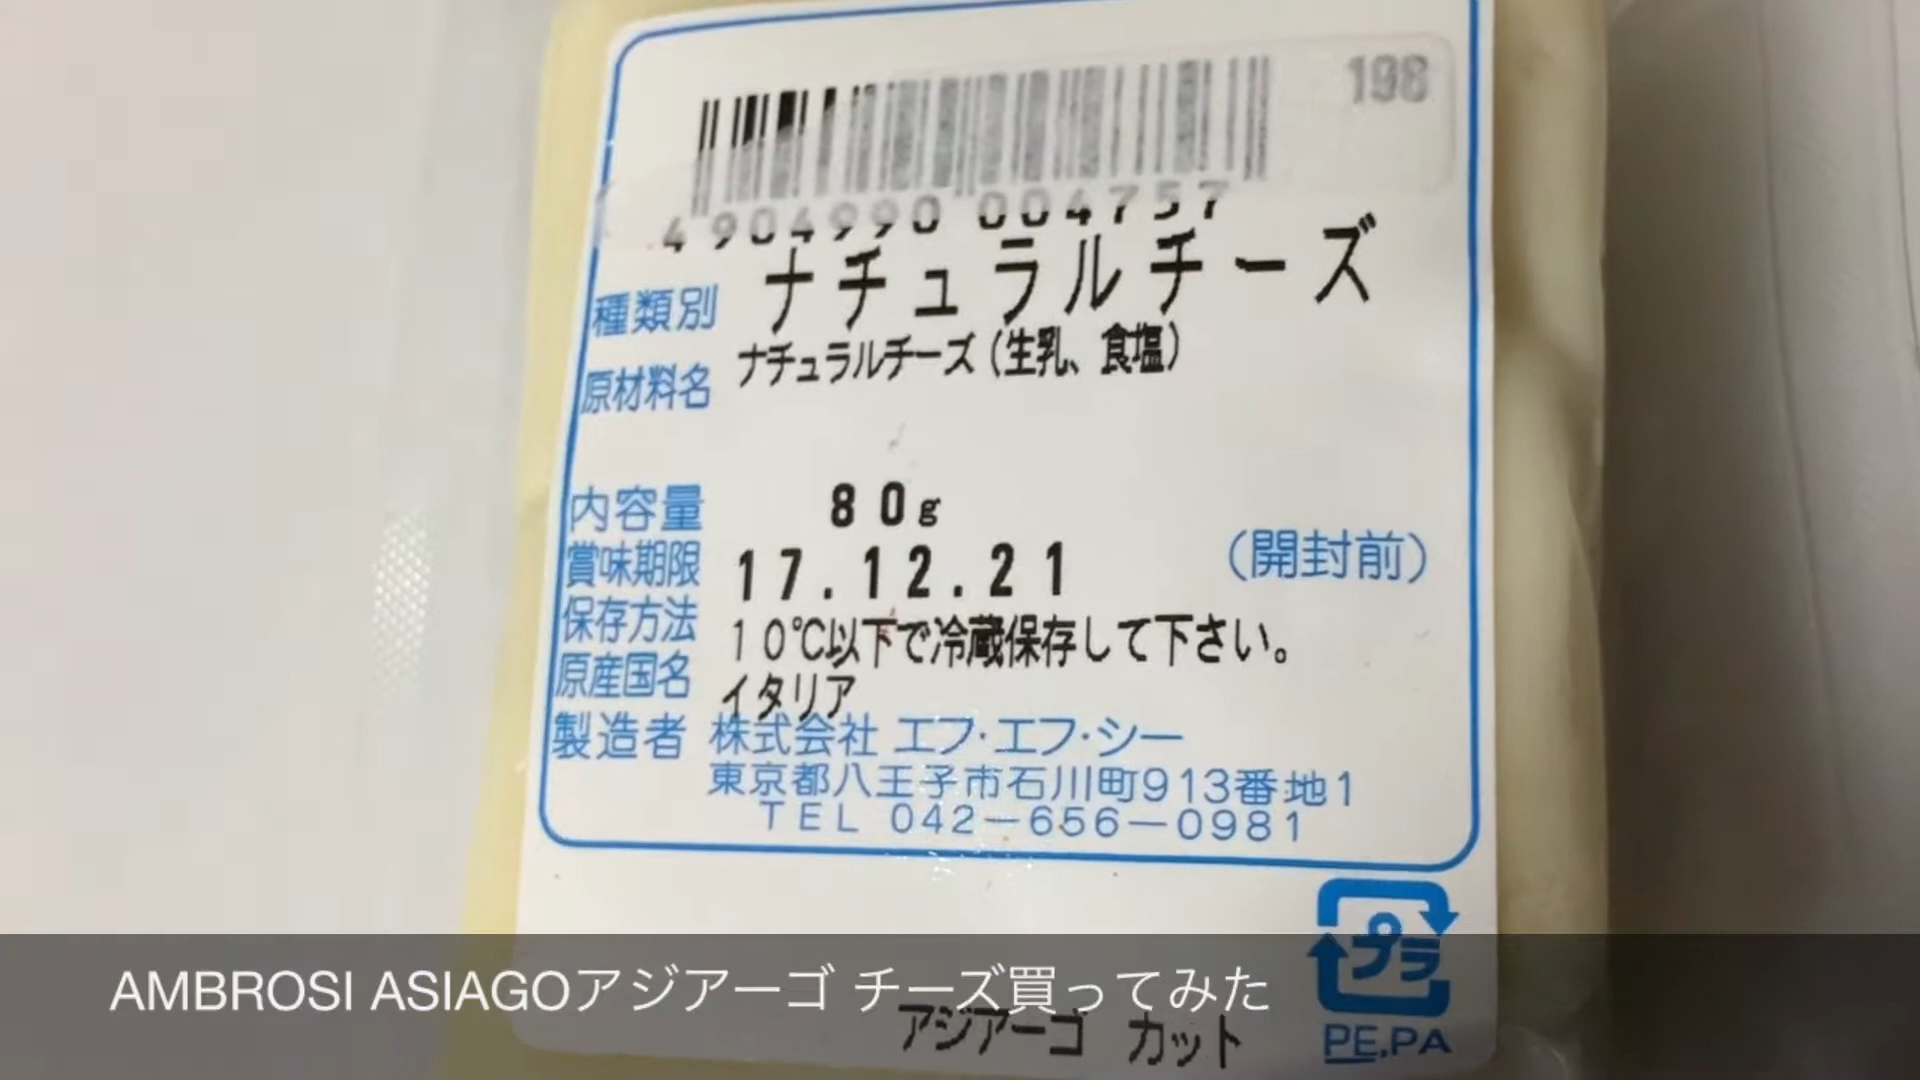 198
4 904990 004757
種類別 ナチュラルチーズ
原材料名 ナチュラルチーズ（生乳、食塩）
内容量 80g
賞味期限 17.12.21 （開封前）
保存方法 10℃以下で冷蔵保存して下さい。
原産国名 イタリア
製造者 株式会社 エフ・エフ・シー
東京都八王子市石川町913番地1
TEL 042-656-0981
プラ
AMBROSI ASIAGOアジアーゴ チーズ買ってみた
アジアーゴ カット
PE,PA